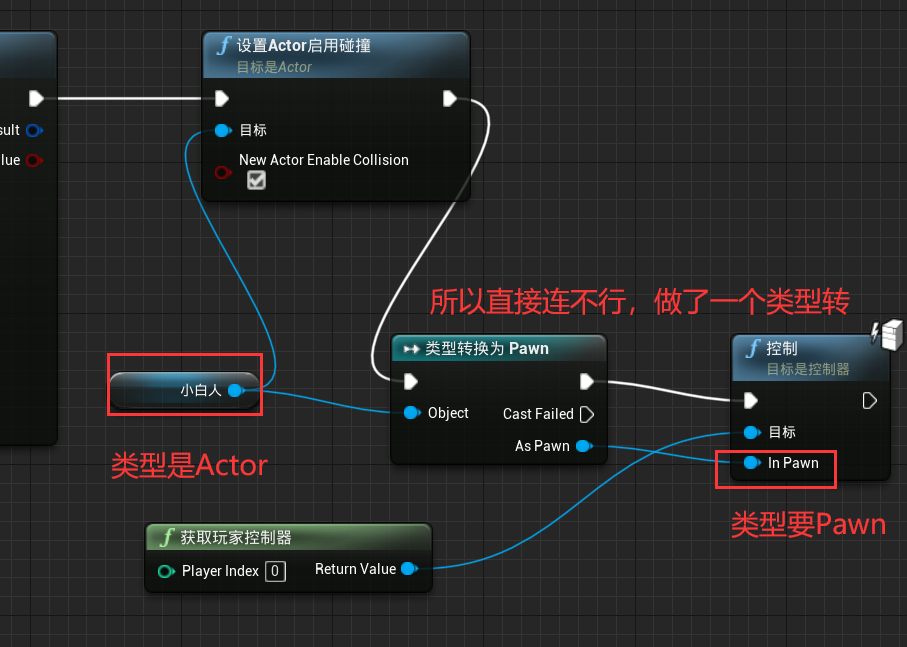 设置Actor启用碰撞
目标是Actor
sult
目标
lue
New Actor Enable Collision
所以直接连不行，做了一个类型转
类型转换为 Pawn
控制
目标是控制器
小白人
Object
Cast Failed
目标
As Pawn
In Pawn
类型是Actor
类型要Pawn
获取玩家控制器
Player Index 0
Return Value